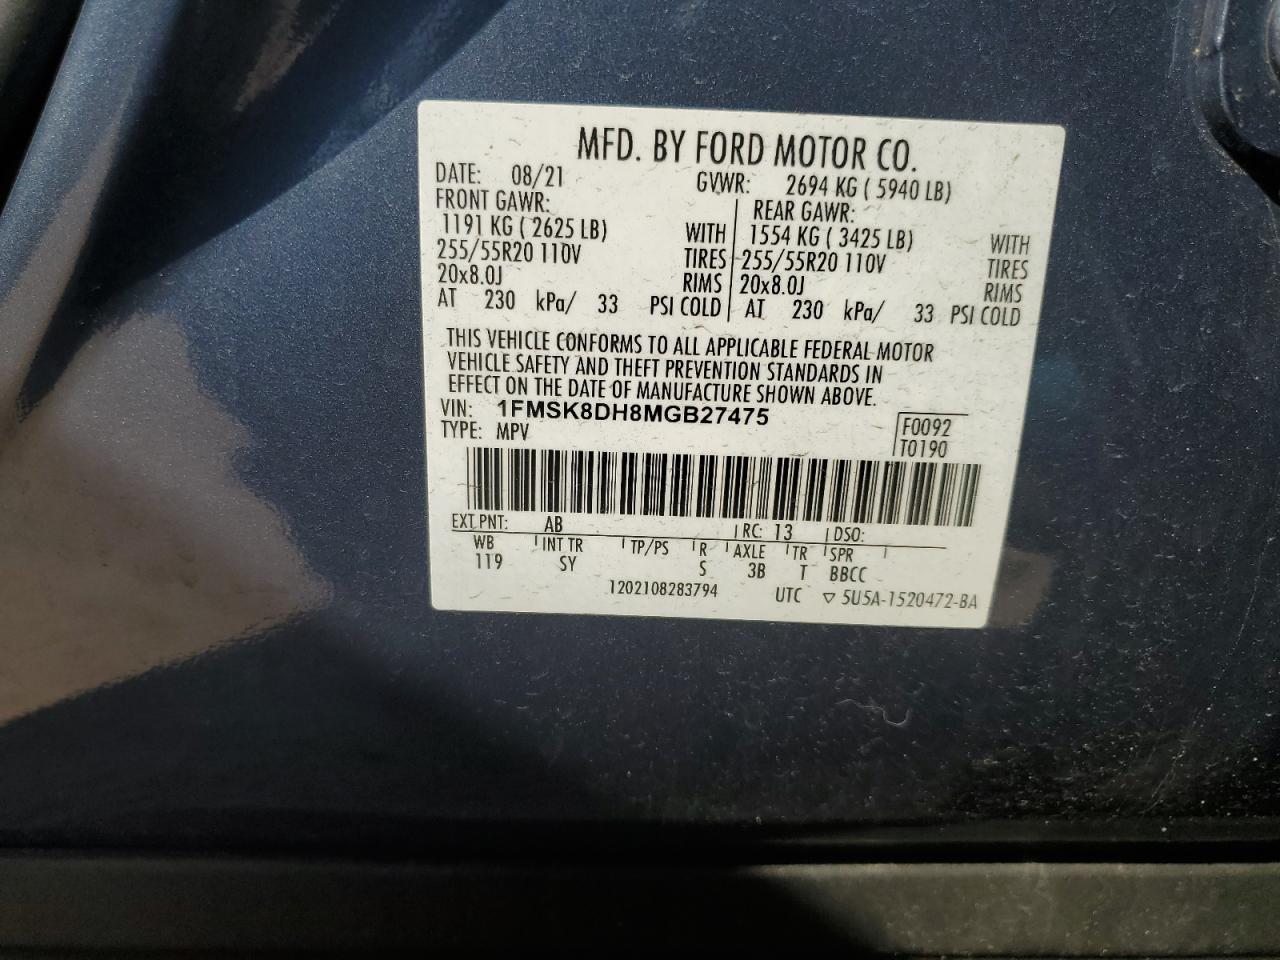 MFD. BY FORD MOTOR CO.
DATE: 08/21 GVWR: 2694 KG ( 5940 LB)
FRONT GAWR: REAR GAWR:
1191 KG ( 2625 LB) WITH 1554 KG ( 3425 LB) WITH
255/55R20 110V TIRES 255/55R20 110V TIRES
20x8.0J RIMS 20x8.0J RIMS
AT 230 kPa/ 33 PSI COLD AT 230 kPa/ 33 PSI COLD
THIS VEHICLE CONFORMS TO ALL APPLICABLE FEDERAL MOTOR
VEHICLE SAFETY AND THEFT PREVENTION STANDARDS IN
EFFECT ON THE DATE OF MANUFACTURE SHOWN ABOVE.
VIN: 1FMSK8DH8MGB27475
TYPE: MPV
F0092
T0190
EXT PNT: AB RC: 13 DSO:
WB INT TR TP/PS R AXLE TR SPR
119 SY S 3B T BBCC
1202108283794 UTC ▽ 5U5A-1520472-BA